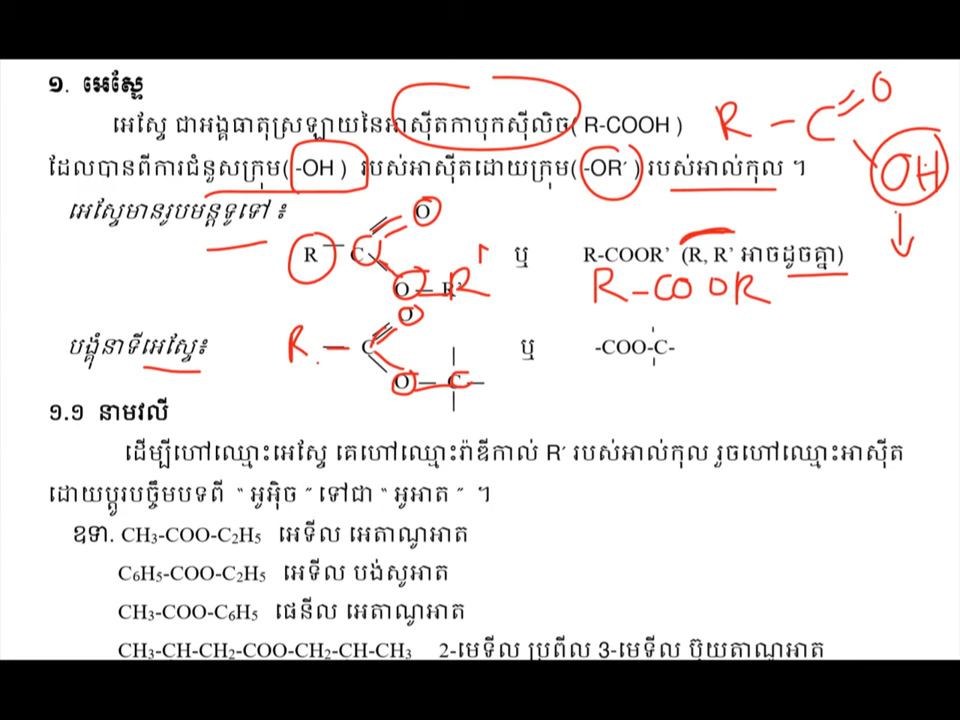 ១. អេស្ទែ
អេស្ទែ ជាអង្គធាតុស្រឡាយនៃអាស៊ីតកាបុកស៊ីលិច( R-COOH )
R – C O
ដែលបានពីការជំនួសក្រុម( -OH ) របស់អាស៊ីតដោយក្រុម( -OR´ ) របស់អាល់កុល ។
OH
អេស្ទែមានរូបមន្តទូទៅ ៖
O
R — C ឬ R-COOR’ (R, R’ អាចដូចគ្នា)
O — R’ R–COOR
O
បង្គុំនាទីអេស្ទែ៖ R — C ឬ -COO-C-
O — C —
១.១ នាមវលី
ដើម្បីហៅឈ្មោះអេស្ទែ គេហៅឈ្មោះរ៉ាឌីកាល់ R´ របស់អាល់កុល រួចហៅឈ្មោះអាស៊ីត
ដោយប្តូរបច្ចឹមបទពី “ អូអ៊ិច ” ទៅជា “ អូអាត ” ។
ឧទា. CH3-COO-C2H5 អេទីល អេតាណូអាត
C6H5-COO-C2H5 អេទីល បង់សូអាត
CH3-COO-C6H5 ផេនីល អេតាណូអាត
CH3-CH-CH2-COO-CH2-CH-CH3 2-មេទីល ប្រពីល 3-មេទីល ប៊ុយតាណូអាត